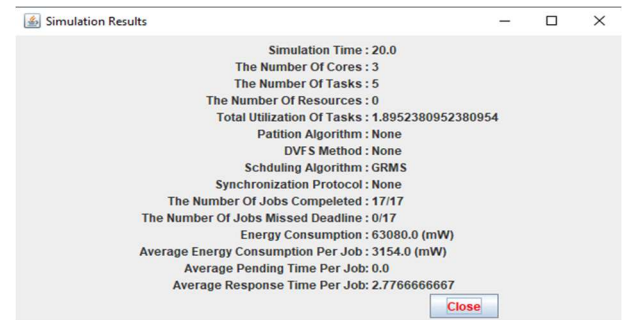 Simulation Results
Simulation Time : 20.0
The Number Of Cores : 3
The Number Of Tasks : 5
The Number Of Resources : 0
Total Utilization Of Tasks : 1.8952380952380954
Patition Algorithm : None
DVFS Method : None
Schduling Algorithm : GRMS
Synchronization Protocol : None
The Number Of Jobs Compeleted : 17/17
The Number Of Jobs Missed Deadline : 0/17
Energy Consumption : 63080.0 (mW)
Average Energy Consumption Per Job : 3154.0 (mW)
Average Pending Time Per Job: 0.0
Average Response Time Per Job: 2.7766666667
Close